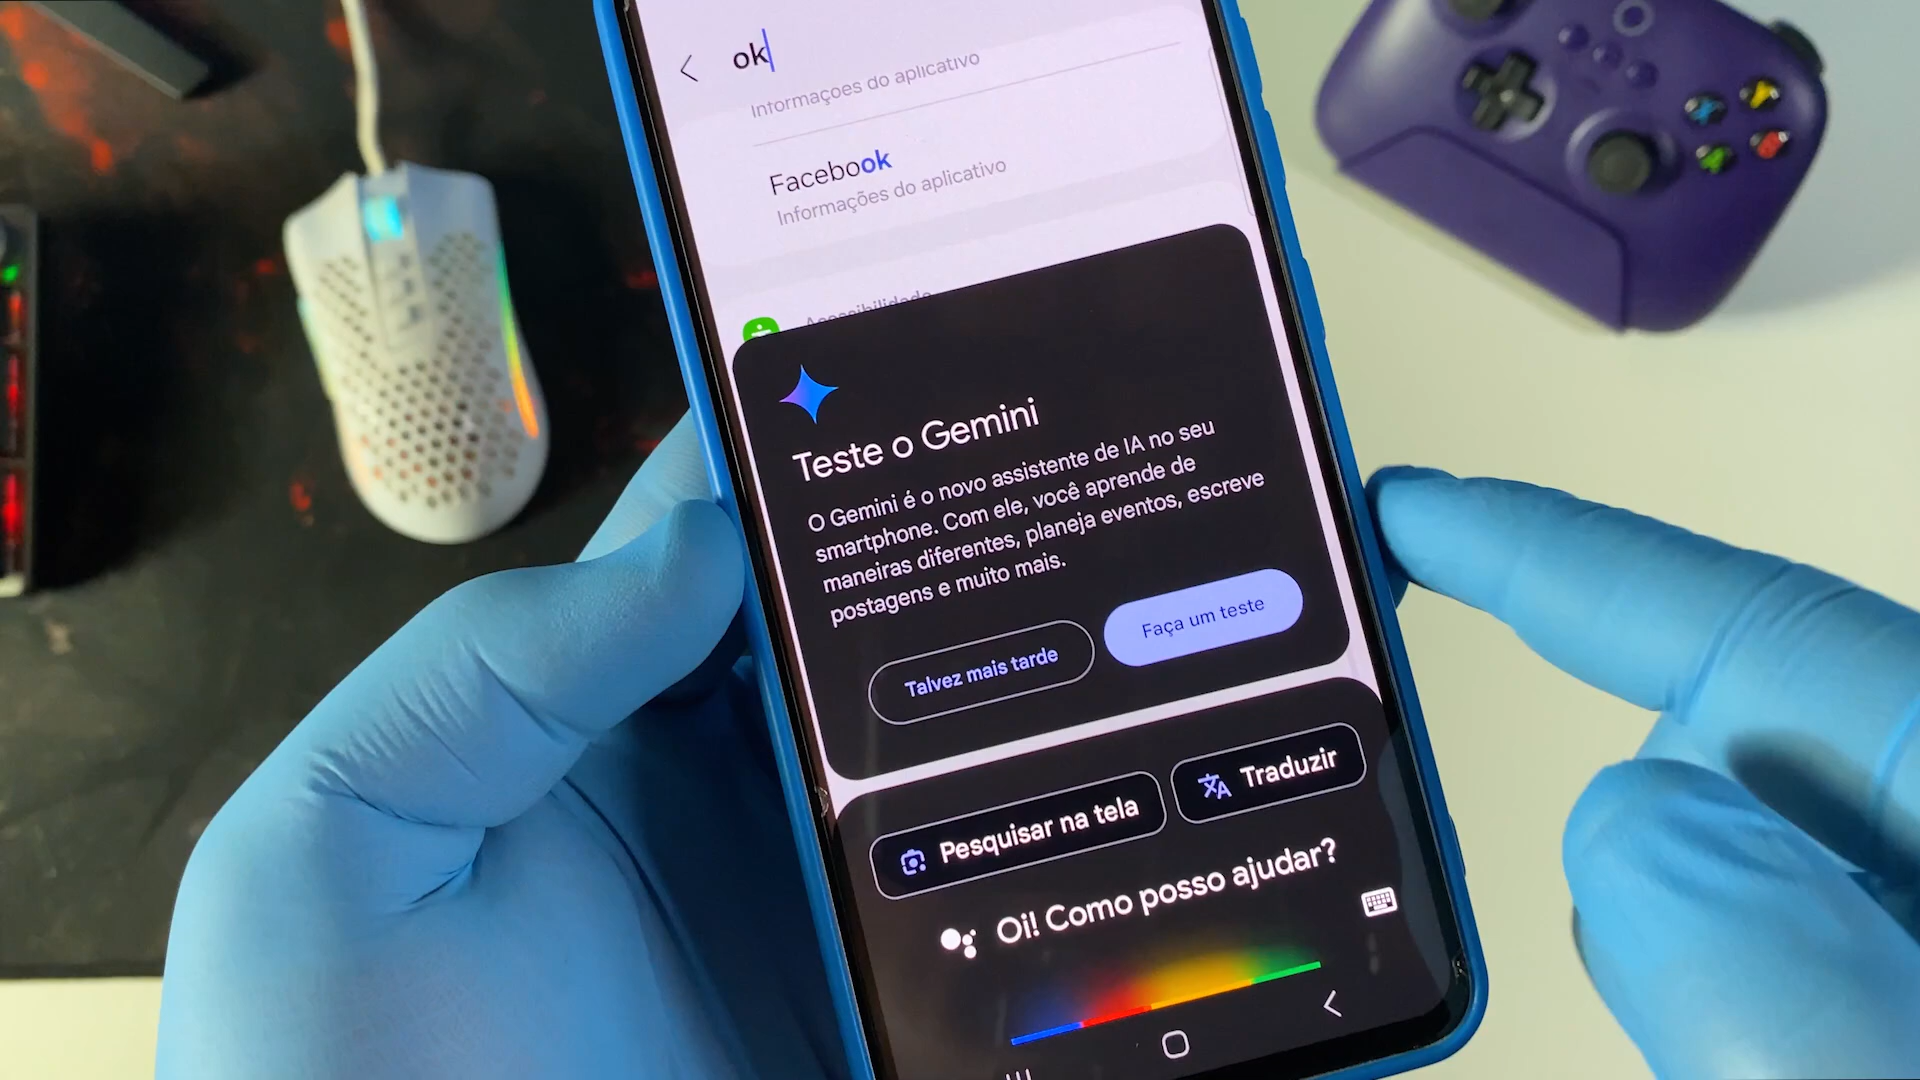 ok
Informações do aplicativo
Facebook
Informações do aplicativo
Acessibilidade
Teste o Gemini
O Gemini é o novo assistente de IA no seu
smartphone. Com ele, você aprende de
maneiras diferentes, planeja eventos, escreve
postagens e muito mais.
Talvez mais tarde
Faça um teste
Pesquisar na tela
Traduzir
Oi! Como posso ajudar?